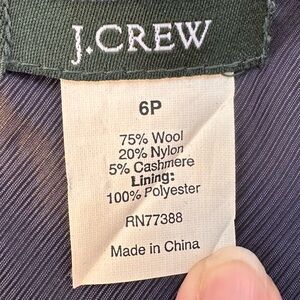 J.CREW
6P
75% Wool
20% Nylon
5% Cashmere
Lining:
100% Polyester
RN77388
Made in China